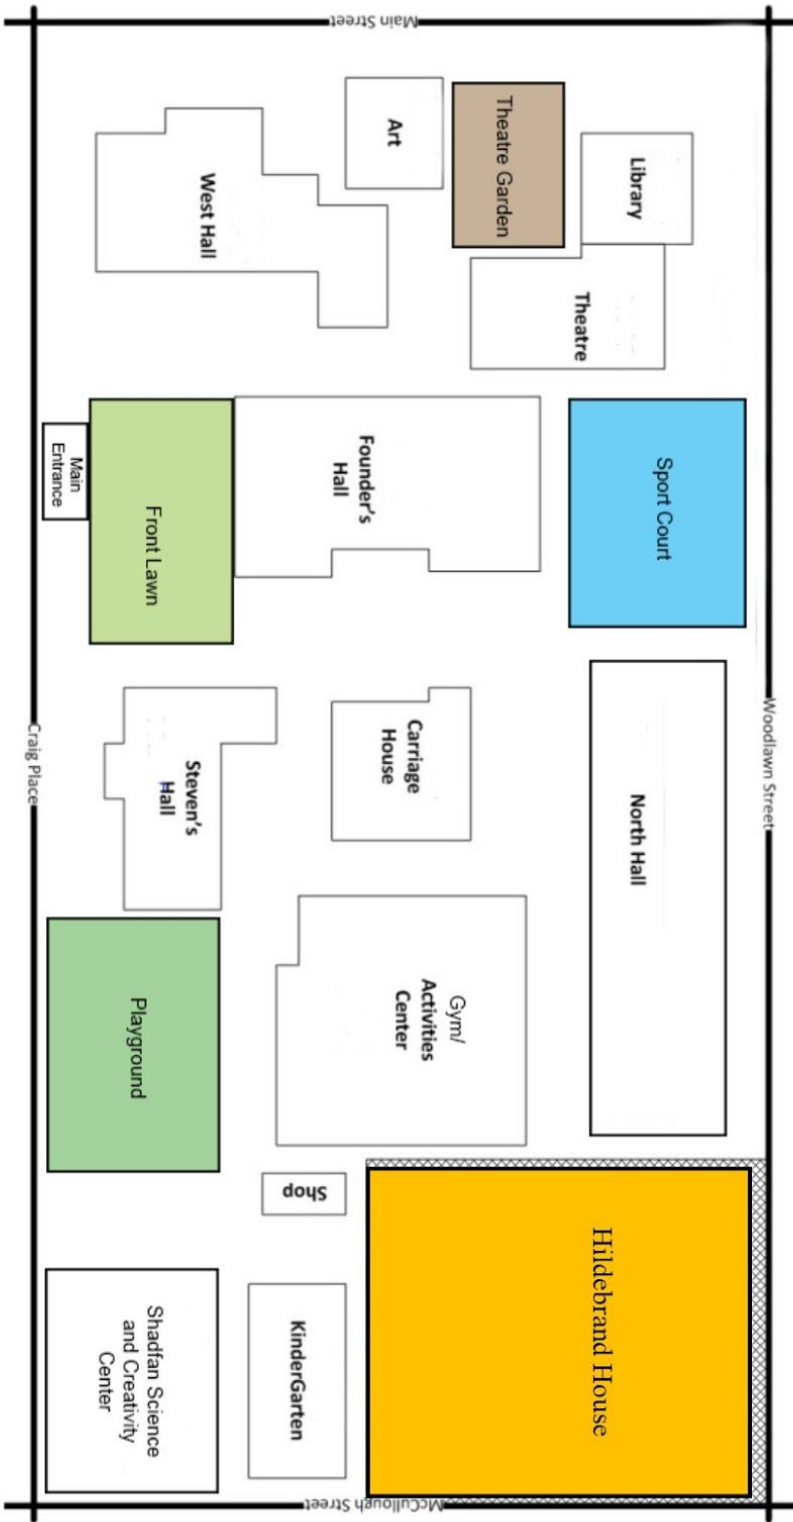 Main Street
Art
Theatre Garden
Library
West Hall
Theatre
Main
Entrance
Front Lawn
Founder's
Hall
Sport Court
Woodlawn Street
Craig Place
Steven's
Hall
Carriage
House
North Hall
Playground
Gym/
Activities
Center
Shop
Hildebrand House
Shadfan Science
and Creativity
Center
KinderGarten
McCullough Street